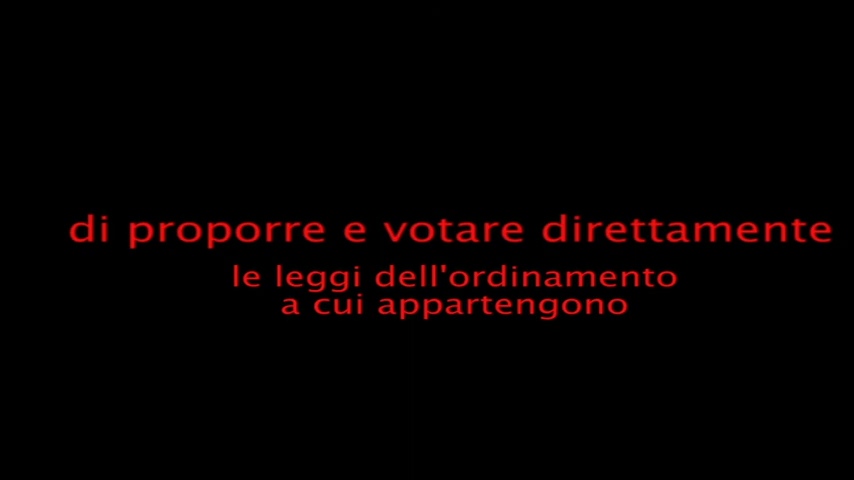 di proporre e votare direttamente
le leggi dell'ordinamento
a cui appartengono